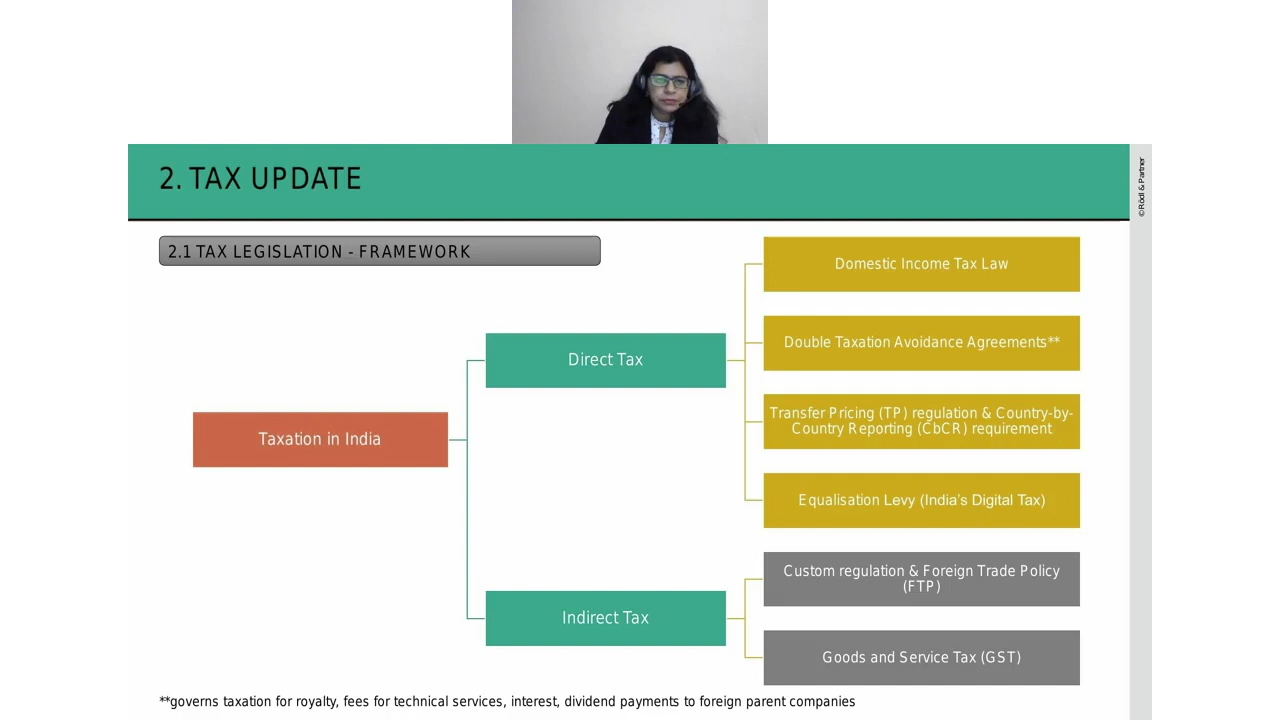 2. TAX UPDATE
©Rödl & Partner
2.1 TAX LEGISLATION - FRAMEWORK
Taxation in India
Direct Tax
Domestic Income Tax Law
Double Taxation Avoidance Agreements**
Transfer Pricing (TP) regulation & Country-by-
Country Reporting (CbCR) requirement
Equalisation Levy (India's Digital Tax)
Indirect Tax
Custom regulation & Foreign Trade Policy
(FTP)
Goods and Service Tax (GST)
**governs taxation for royalty, fees for technical services, interest, dividend payments to foreign parent companies